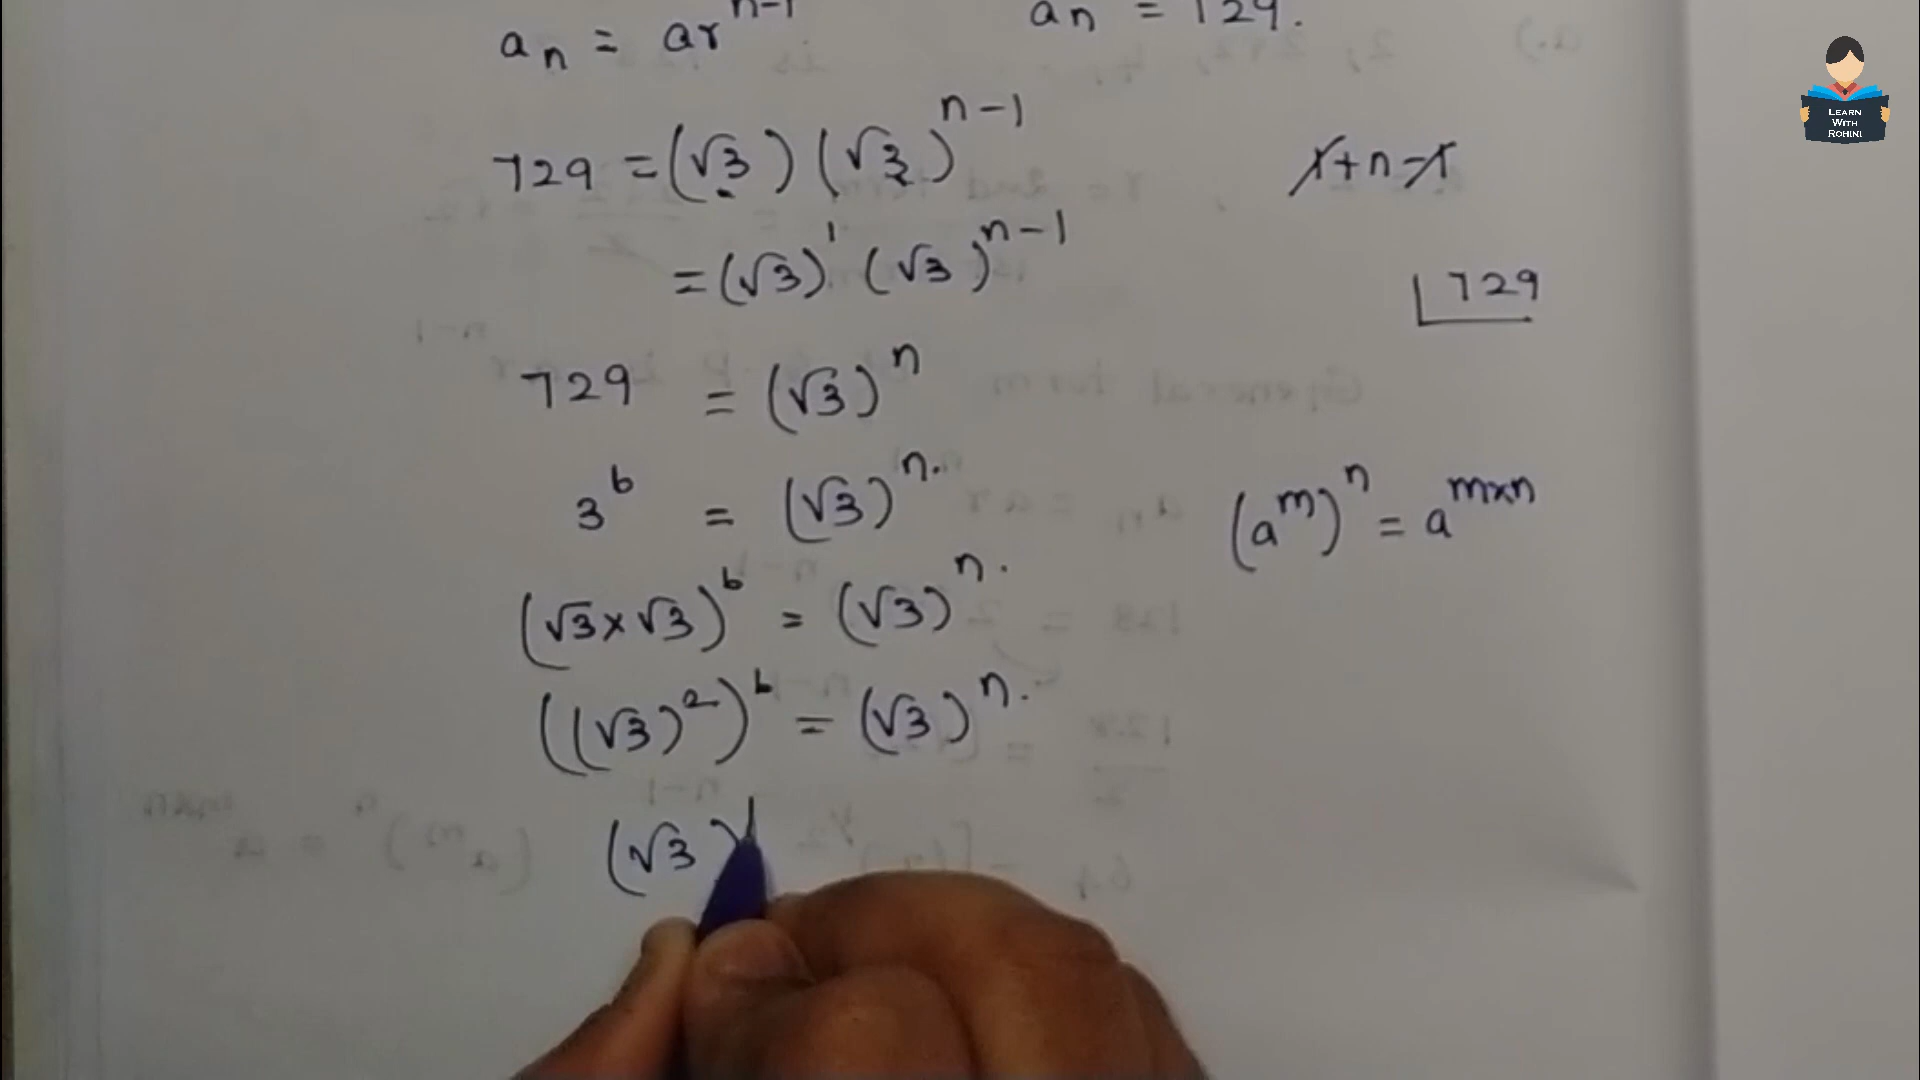 aₙ = arⁿ⁻¹
aₙ = 729.
729 = (√3) (√3)ⁿ⁻¹
1 + n - 1
= (√3)¹ (√3)ⁿ⁻¹
729
729 = (√3)ⁿ
3⁶ = (√3)ⁿ.
(aᵐ)ⁿ = aᵐˣⁿ
(√3 × √3)⁶ = (√3)ⁿ.
((√3)²)⁶ = (√3)ⁿ.
(√3)¹
LEARN
WITH
ROHINI